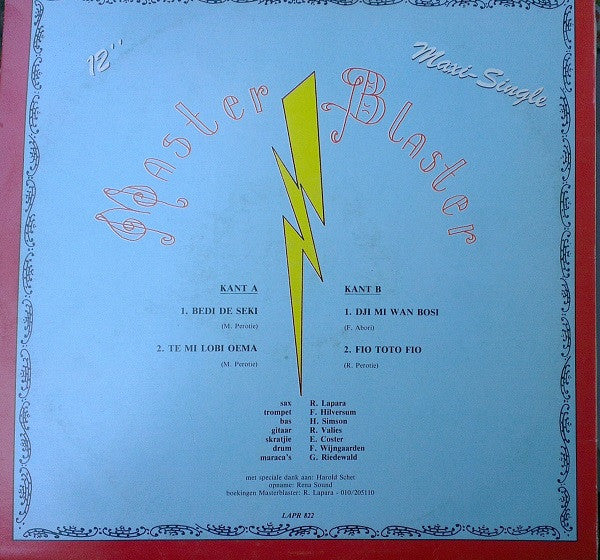 12"
Maxi-Single
Master Blaster
KANT A
1. BEDI DE SEKI
(M. Perotie)
2. TE MI LOBI OEMA
(M. Perotie)
KANT B
1. DJI MI WAN BOSI
(F. Abori)
2. FIO TOTO FIO
(R. Perotie)
sax R. Lapara
trompet F. Hilversum
bas H. Simson
gitaar R. Valies
skratjie E. Coster
drum F. Wijngaarden
maraca's G. Riedewald
met speciale dank aan: Harold Schet
opname: Rena Sound
boekingen Masterblaster: R. Lapara - 010/205110
LAPR 822